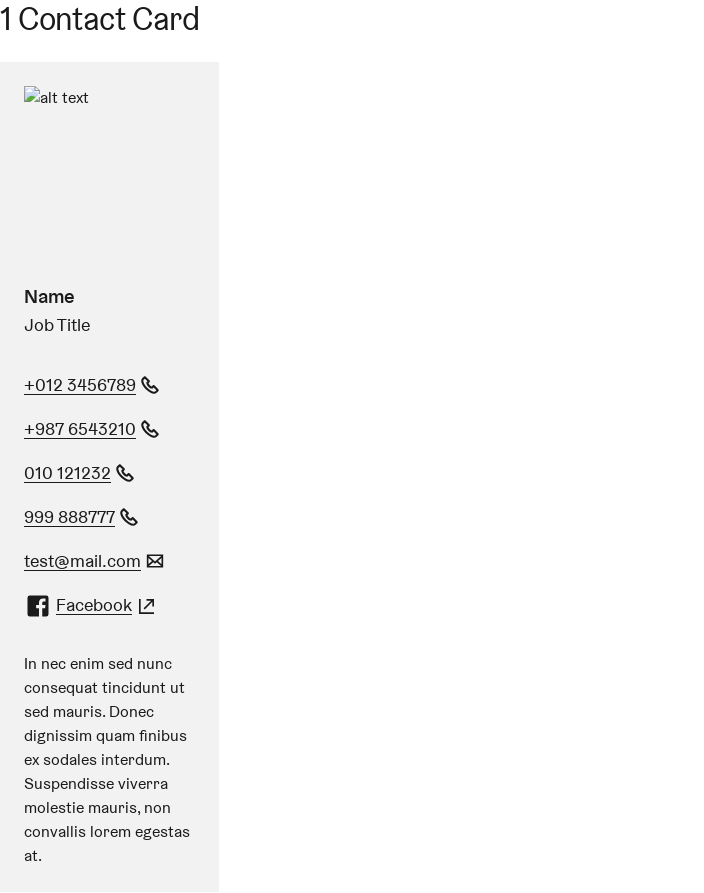 1 Contact Card
alt text
Name
Job Title
+012 3456789
+987 6543210
010 121232
999 888777
test@mail.com
Facebook
In nec enim sed nunc
consequat tincidunt ut
sed mauris. Donec
dignissim quam finibus
ex sodales interdum.
Suspendisse viverra
molestie mauris, non
convallis lorem egestas
at.